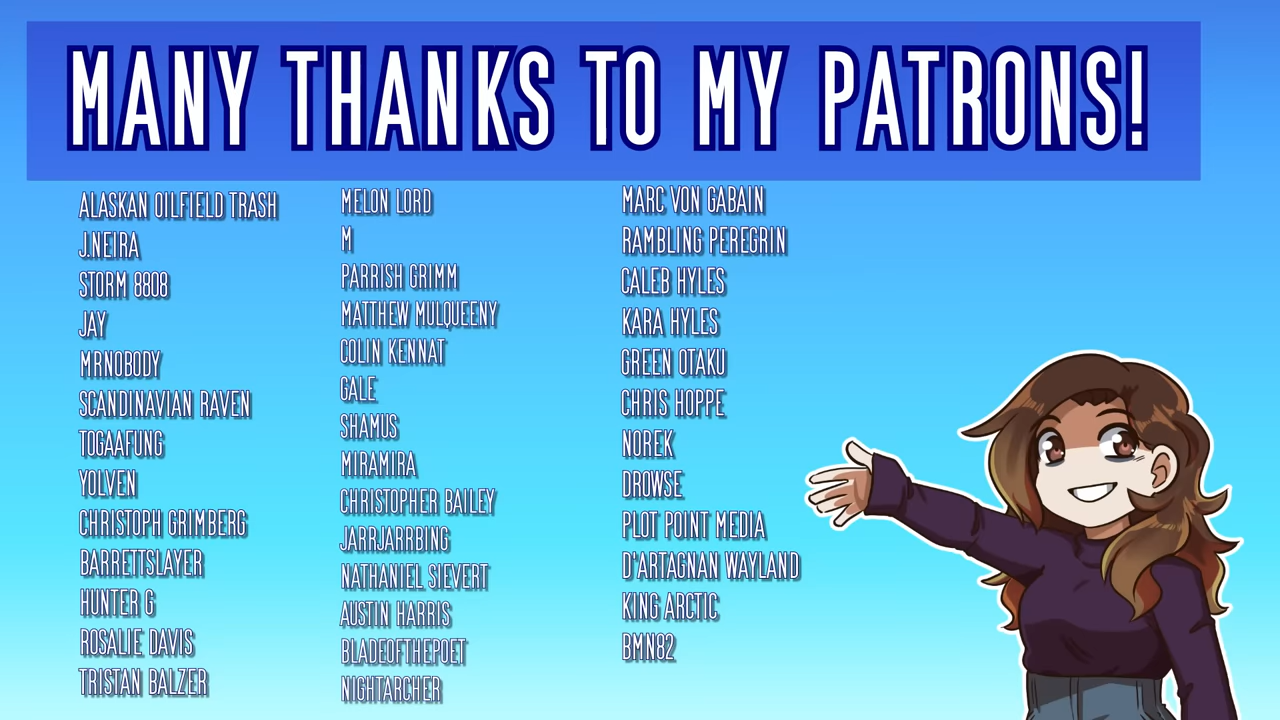 MANY THANKS TO MY PATRONS!
ALASKAN OILFIELD TRASH
J.NEIRA
STORM 8808
JAY
MRNOBODY
SCANDINAVIAN RAVEN
TOGAAFUNG
YOLVEN
CHRISTOPH GRIMBERG
BARRETTSLAYER
HUNTER G
ROSALIE DAVIS
TRISTAN BALZER
MELON LORD
M
PARRISH GRIMM
MATTHEW MULQUEENY
COLIN KENNAT
GALE
SHAMUS
MIRAMIRA
CHRISTOPHER BAILEY
JARRJARRBING
NATHANIEL SIEVERT
AUSTIN HARRIS
BLADEOFTHEPOET
NIGHTARCHER
MARC VON GABAIN
RAMBLING PEREGRIN
CALEB HYLES
KARA HYLES
GREEN OTAKU
CHRIS HOPPE
NOREK
DROWSE
PLOT POINT MEDIA
D'ARTAGNAN WAYLAND
KING ARCTIC
BMN82